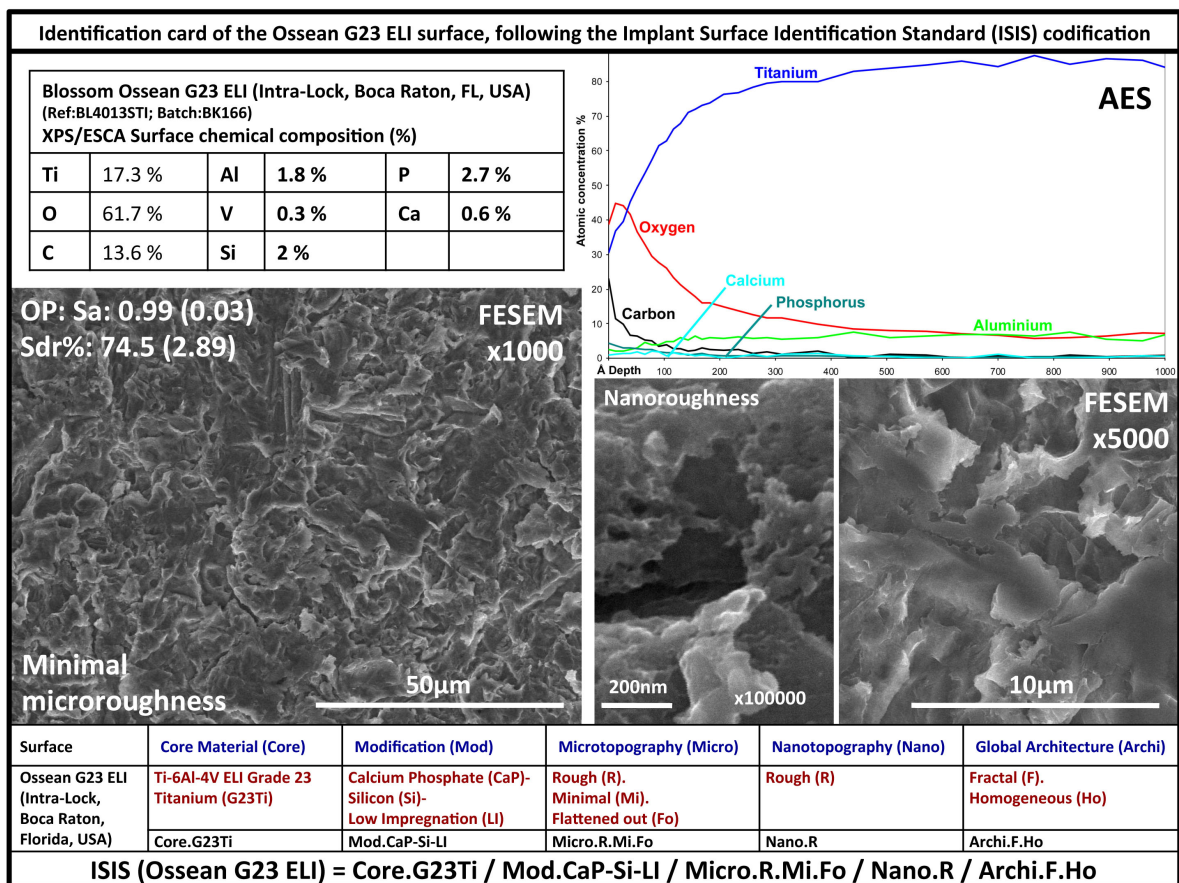 Identification card of the Ossean G23 ELI surface, following the Implant Surface Identification Standard (ISIS) codification
Blossom Ossean G23 ELI (Intra-Lock, Boca Raton, FL, USA)
(Ref:BL4013STI; Batch:BK166)
XPS/ESCA Surface chemical composition (%)
Ti 17.3 % Al 1.8 % P 2.7 %
O 61.7 % V 0.3 % Ca 0.6 %
C 13.6 % Si 2 %
AES
Atomic concentration %
80
70
60
50
40
30
20
10
0
Titanium
Oxygen
Calcium
Phosphorus
Carbon
Aluminium
Å Depth 100 200 300 400 500 600 700 800 900 1000
OP: Sa: 0.99 (0.03)
Sdr%: 74.5 (2.89)
FESEM
x1000
Minimal
microroughness
50µm
Nanoroughness
200nm
x100000
FESEM
x5000
10µm
Surface
Core Material (Core)
Modification (Mod)
Microtopography (Micro)
Nanotopography (Nano)
Global Architecture (Archi)
Ossean G23 ELI
(Intra-Lock,
Boca Raton,
Florida, USA)
Ti-6Al-4V ELI Grade 23
Titanium (G23Ti)
Calcium Phosphate (CaP)-
Silicon (Si)-
Low Impregnation (LI)
Rough (R).
Minimal (Mi).
Flattened out (Fo)
Rough (R)
Fractal (F).
Homogeneous (Ho)
Core.G23Ti
Mod.CaP-Si-LI
Micro.R.Mi.Fo
Nano.R
Archi.F.Ho
ISIS (Ossean G23 ELI) = Core.G23Ti / Mod.CaP-Si-LI / Micro.R.Mi.Fo / Nano.R / Archi.F.Ho